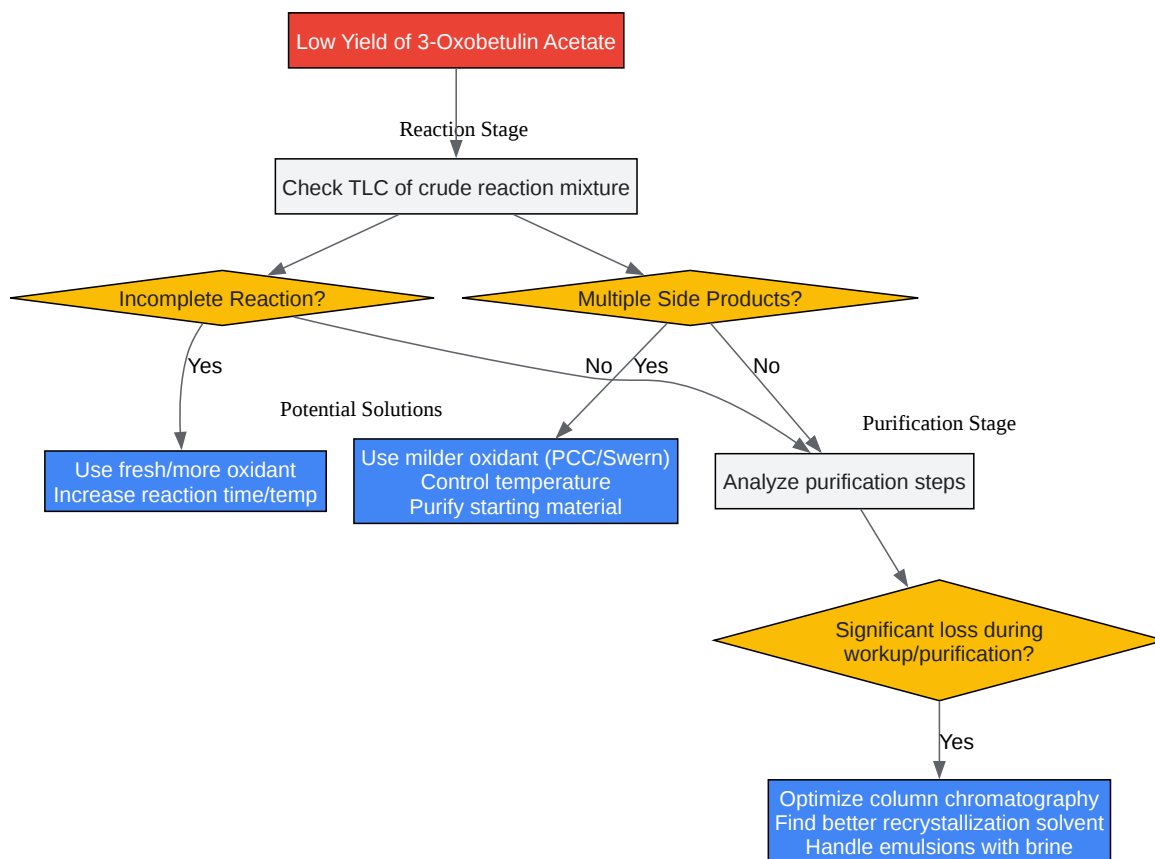 Low Yield of 3-Oxobetulin Acetate
Reaction Stage
Check TLC of crude reaction mixture
Incomplete Reaction?
Multiple Side Products?
Yes
No
Yes
No
Potential Solutions
Purification Stage
Use fresh/more oxidant
Increase reaction time/temp
Use milder oxidant (PCC/Swern)
Control temperature
Purify starting material
Analyze purification steps
Significant loss during
workup/purification?
Yes
Optimize column chromatography
Find better recrystallization solvent
Handle emulsions with brine